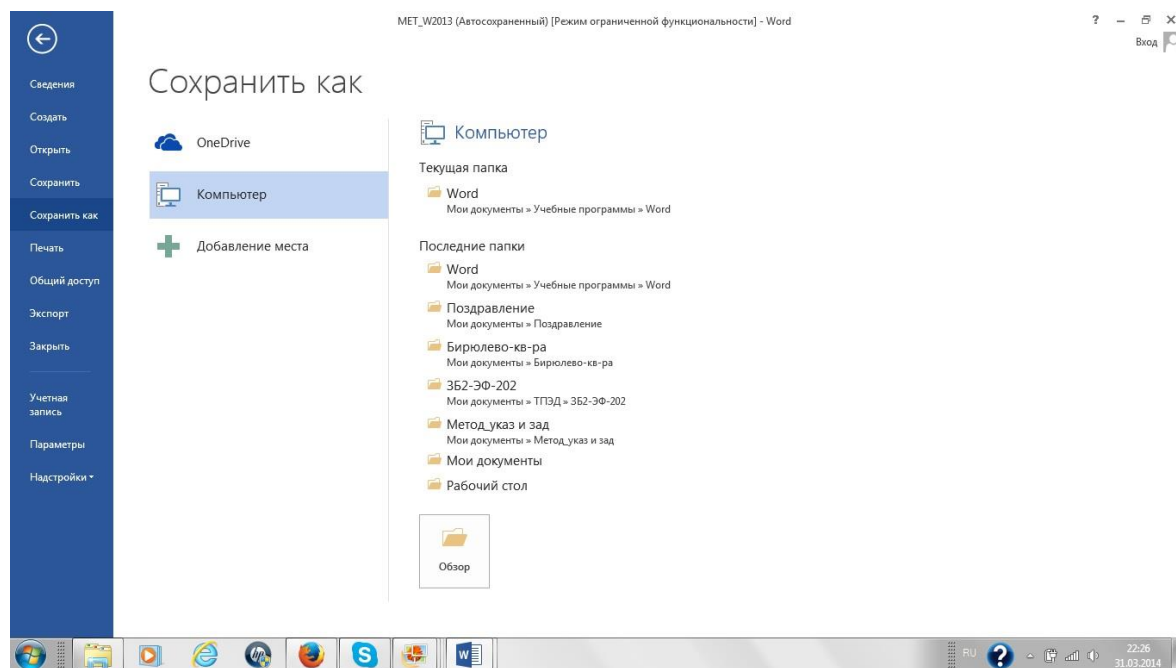 MET_W2013 (Автосохраненный) [Режим ограниченной функциональности] - Word
?
Вход
Сведения
Создать
Открыть
Сохранить
Сохранить как
Печать
Общий доступ
Экспорт
Закрыть
Учетная
запись
Параметры
Надстройки
Сохранить как
OneDrive
Компьютер
Добавление места
Компьютер
Текущая папка
Word
Мои документы » Учебные программы » Word
Последние папки
Word
Мои документы » Учебные программы » Word
Поздравление
Мои документы » Поздравление
Бирюлево-кв-ра
Мои документы » Бирюлево-кв-ра
ЗБ2-ЭФ-202
Мои документы » ТПЭД » ЗБ2-ЭФ-202
Метод_указ и зад
Мои документы » Метод_указ и зад
Мои документы
Рабочий стол
Обзор
RU
22:26
31.03.2014